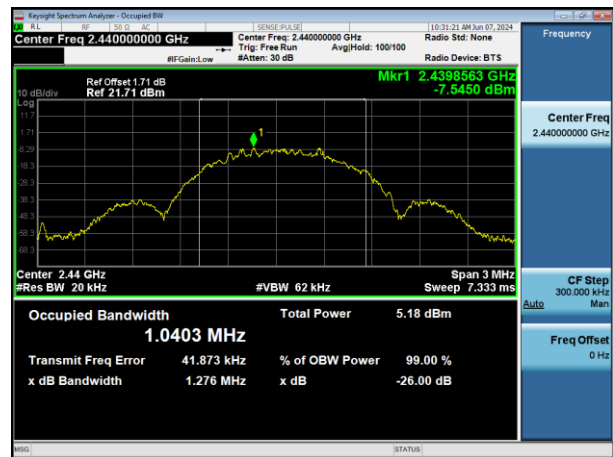 Keysight Spectrum Analyzer - Occupied BW
RL RF 50 Ω AC SENSE:PULSE 10:31:21 AM Jun 07, 2024
Center Freq 2.440000000 GHz Center Freq: 2.440000000 GHz Radio Std: None
Trig: Free Run Avg|Hold: 100/100
#IFGain:Low #Atten: 30 dB Radio Device: BTS
Ref Offset 1.71 dB Mkr1 2.4398563 GHz
10 dB/div Ref 21.71 dBm -7.5450 dBm
Log
11.7
1.71
-8.29
-18.3
-28.3
-38.3
-48.3
-58.3
-68.3
1
Center 2.44 GHz Span 3 MHz
#Res BW 20 kHz #VBW 62 kHz Sweep 7.333 ms
Occupied Bandwidth Total Power 5.18 dBm
1.0403 MHz
Transmit Freq Error 41.873 kHz % of OBW Power 99.00 %
x dB Bandwidth 1.276 MHz x dB -26.00 dB
MSG STATUS
Frequency
Center Freq
2.440000000 GHz
CF Step
300.000 kHz
Auto Man
Freq Offset
0 Hz